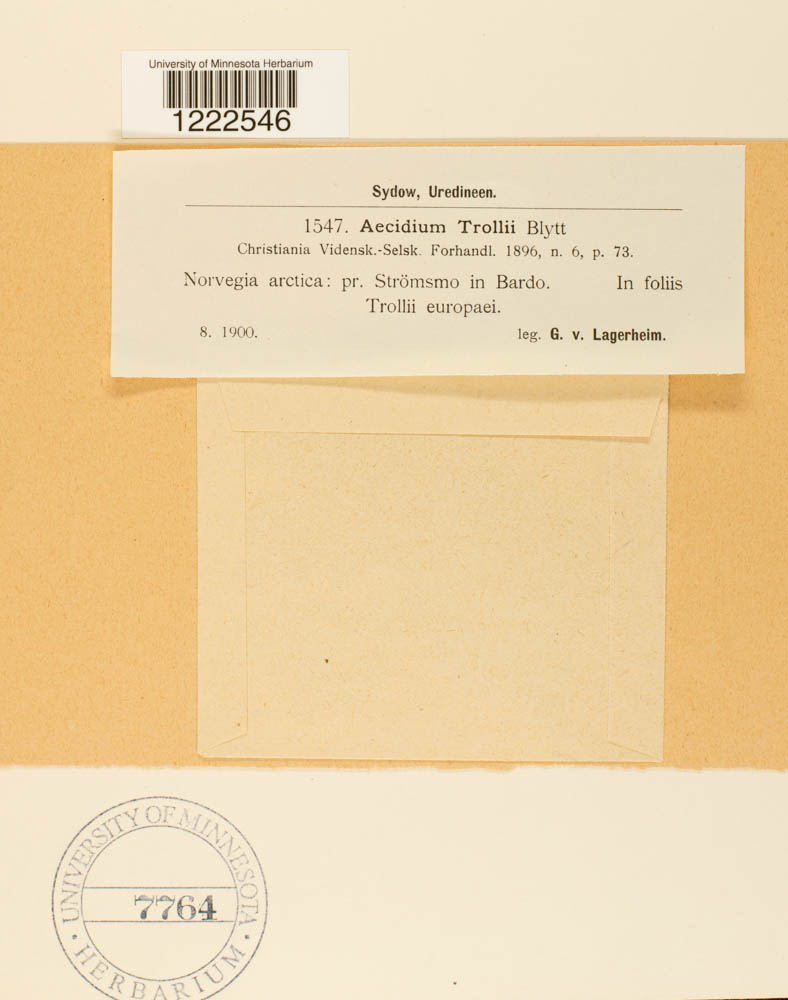 University of Minnesota Herbarium
1222546
Sydow, Uredineen.
1547. Aecidium Trollii Blytt
Christiania Vidensk.-Selsk. Forhandl. 1896, n. 6, p. 73.
Norvegia arctica: pr. Strömsmo in Bardo. In foliis
Trollii europaei.
8. 1900. leg. G. v. Lagerheim.
UNIVERSITY OF MINNESOTA
7764
HERBARIUM